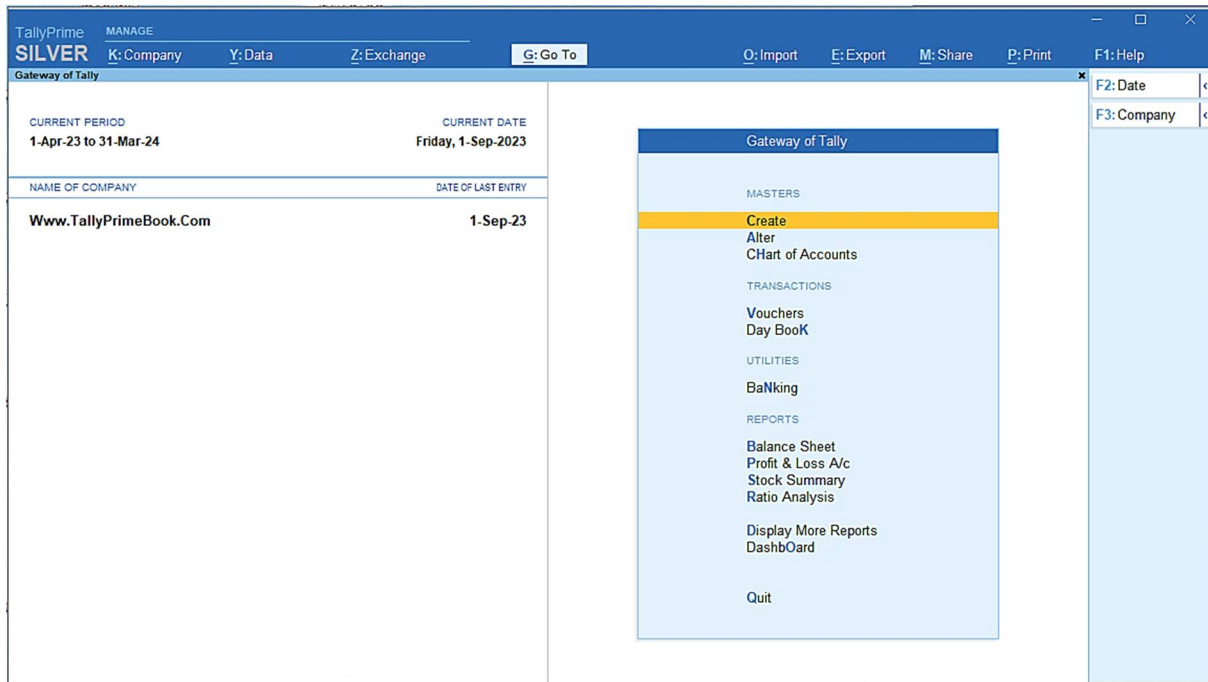 TallyPrime MANAGE
SILVER K: Company Y: Data Z: Exchange G: Go To O: Import E: Export M: Share P: Print F1: Help
Gateway of Tally
F2: Date
F3: Company
CURRENT PERIOD CURRENT DATE
1-Apr-23 to 31-Mar-24 Friday, 1-Sep-2023
NAME OF COMPANY DATE OF LAST ENTRY
Www.TallyPrimeBook.Com 1-Sep-23
Gateway of Tally
MASTERS
Create
Alter
CHart of Accounts
TRANSACTIONS
Vouchers
Day BooK
UTILITIES
BaNking
REPORTS
Balance Sheet
Profit & Loss A/c
Stock Summary
Ratio Analysis
Display More Reports
DashbOard
Quit